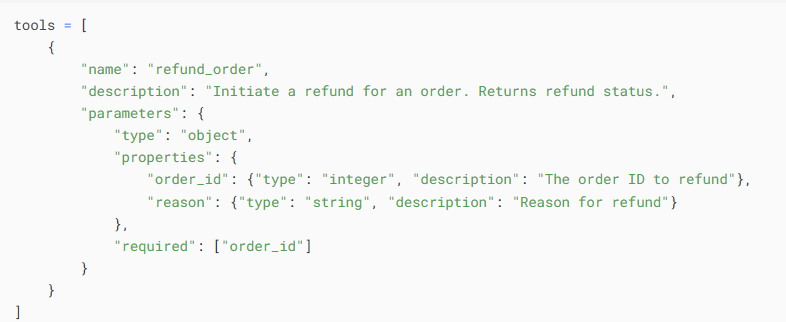 tools = [
    {
        "name": "refund_order",
        "description": "Initiate a refund for an order. Returns refund status.",
        "parameters": {
            "type": "object",
            "properties": {
                "order_id": {"type": "integer", "description": "The order ID to refund"},
                "reason": {"type": "string", "description": "Reason for refund"}
            },
            "required": ["order_id"]
        }
    }
]